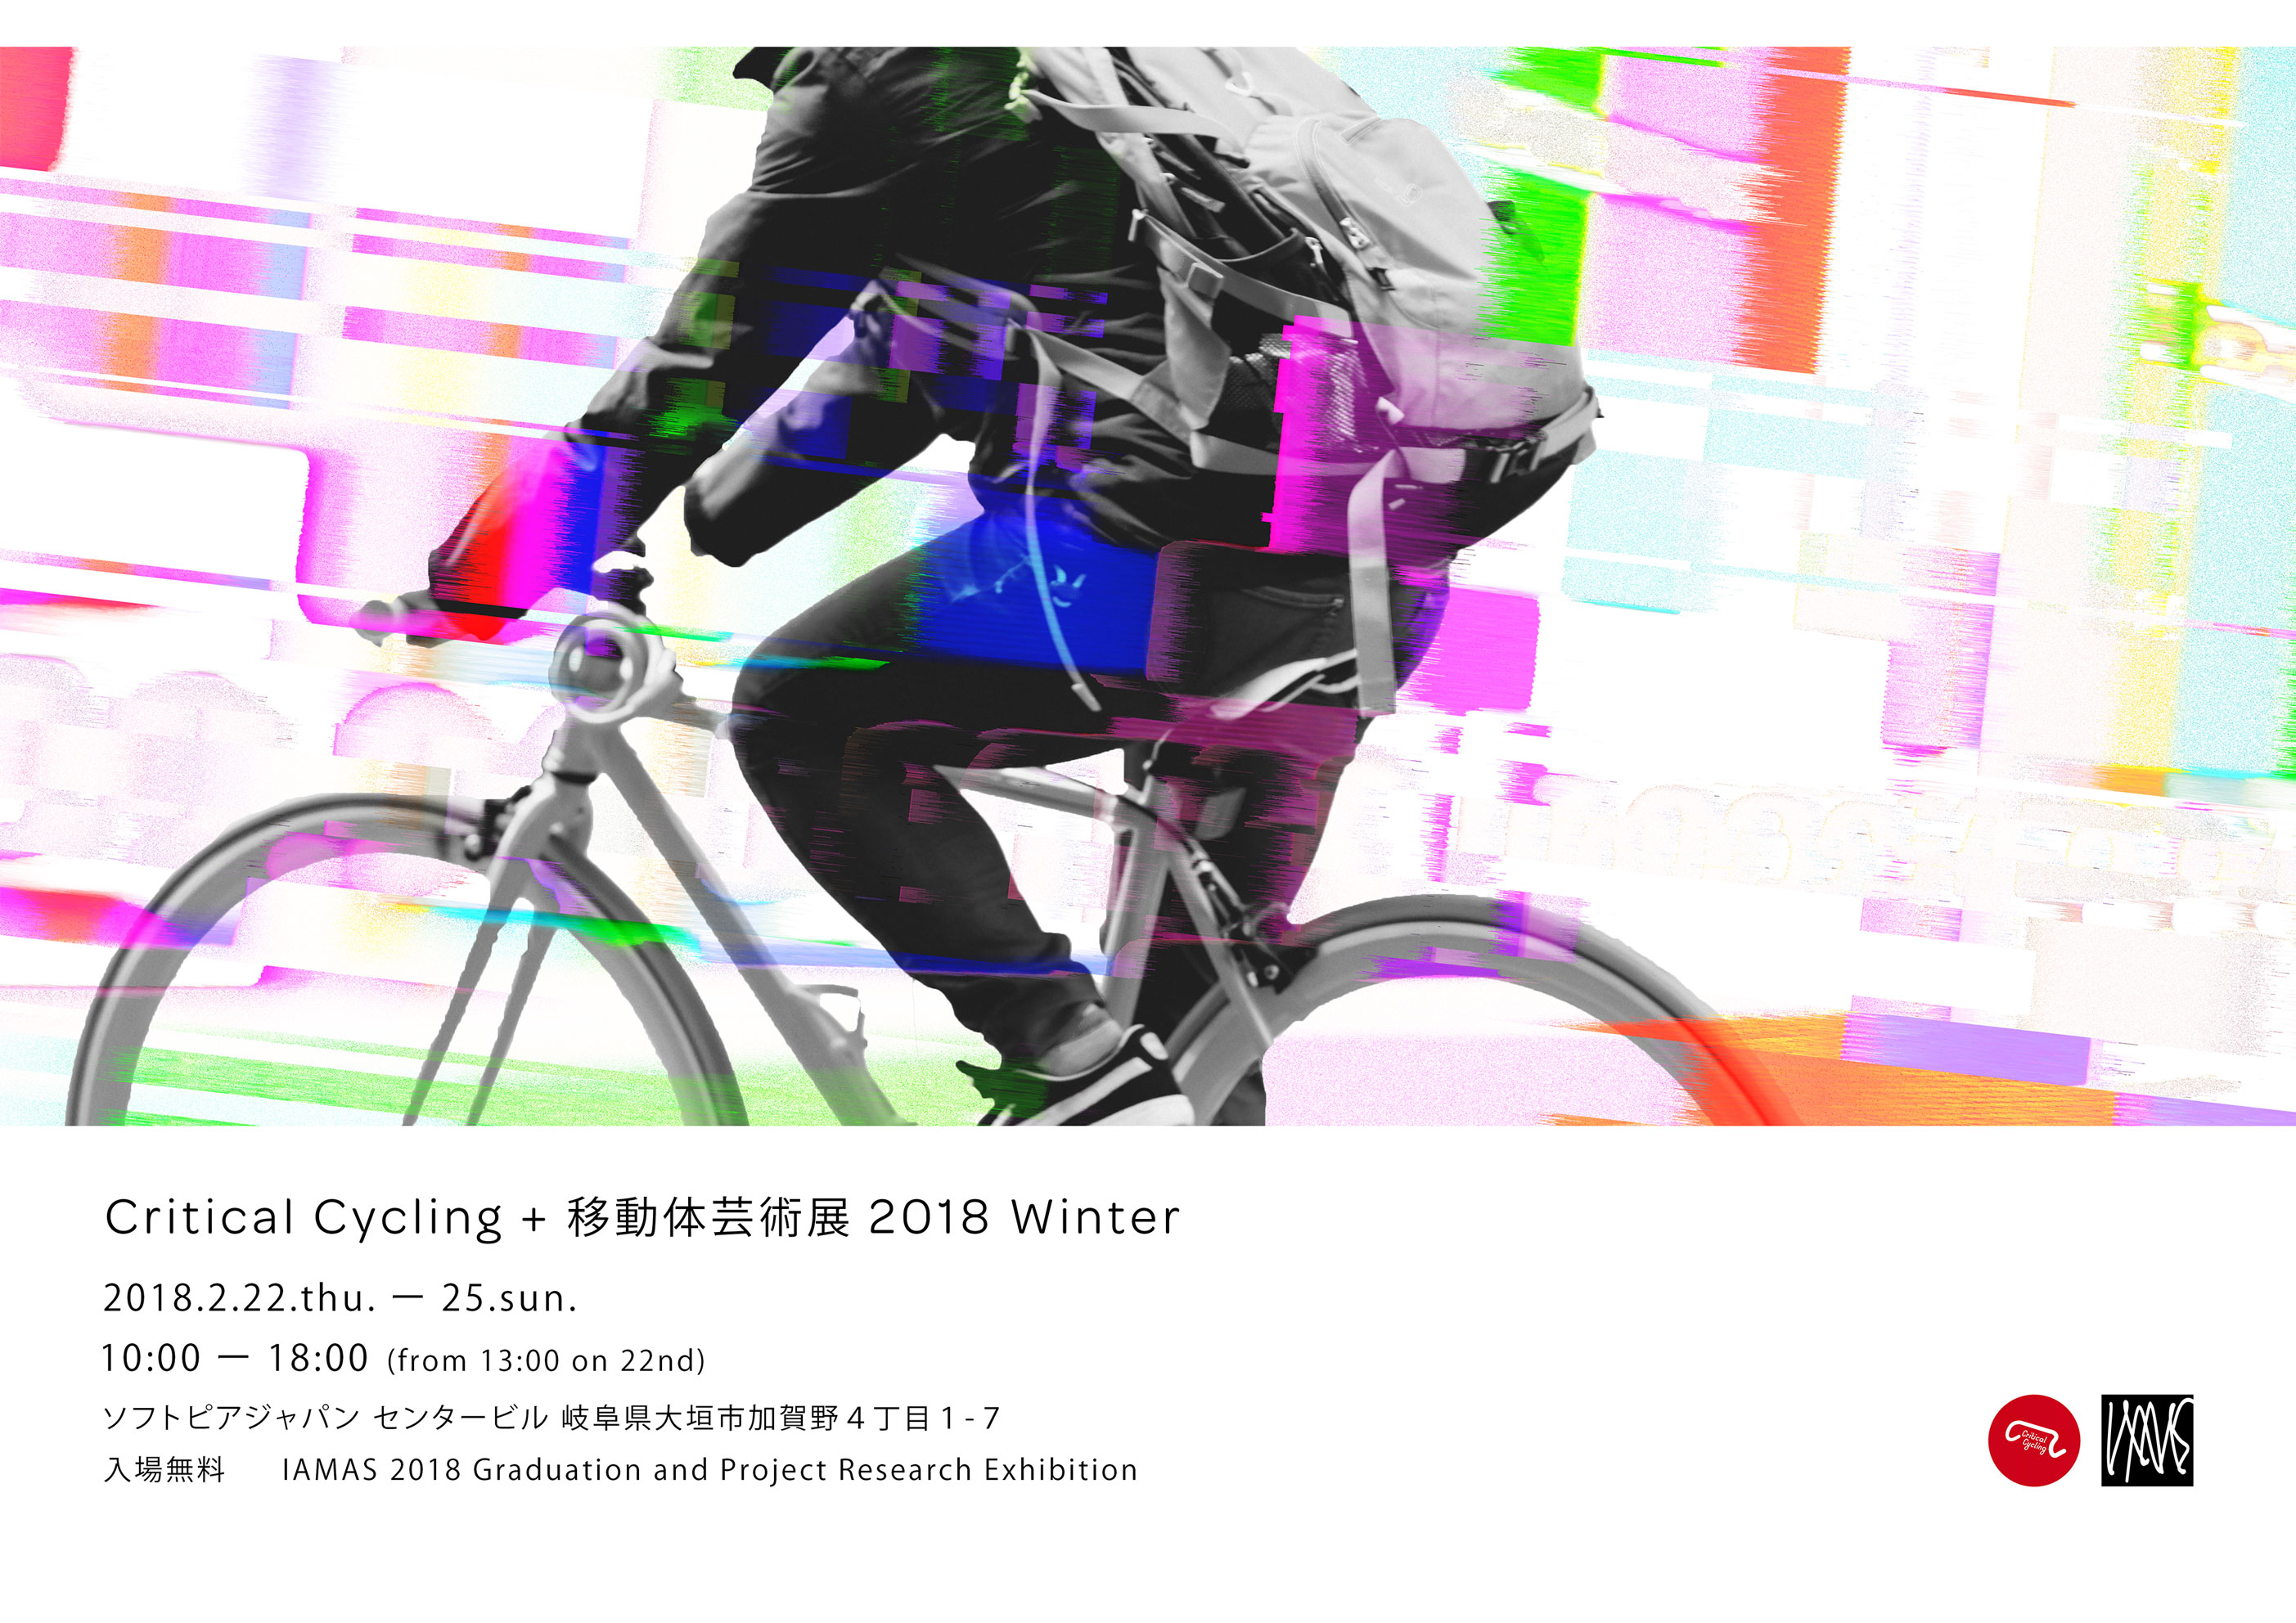 Critical Cycling + 移動体芸術展 2018 Winter
2018.2.22.thu. — 25.sun.
10:00 — 18:00 (from 13:00 on 22nd)
ソフトピアジャパン センタービル 岐阜県大垣市加賀野４丁目１-７
入場無料 IAMAS 2018 Graduation and Project Research Exhibition
Critical
Cycling
IAMAS